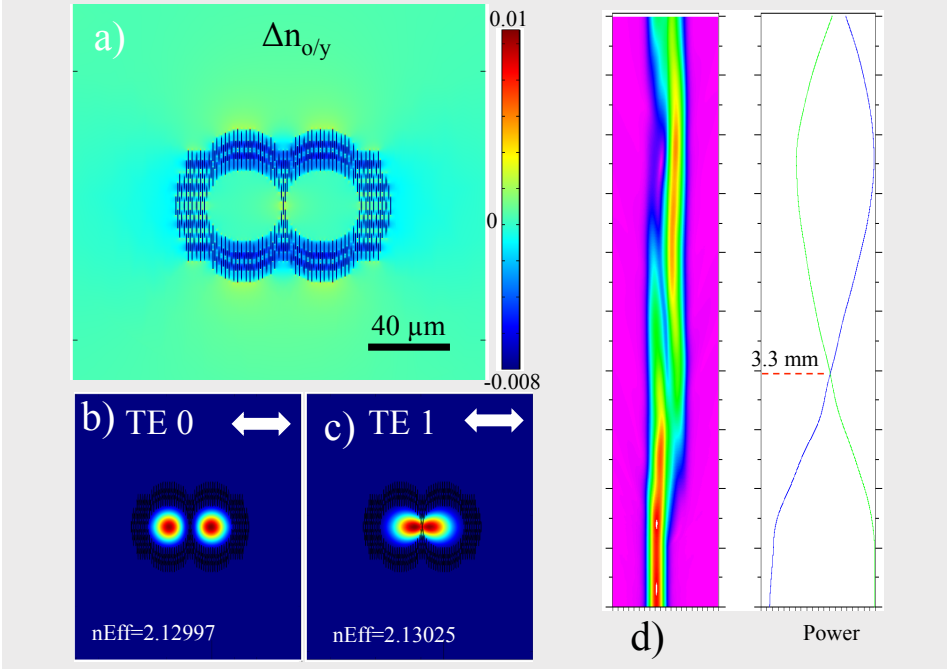 a)
Δn o/y
0.01
0
-0.008
40 µm
b) TE 0
nEff=2.12997
c) TE 1
nEff=2.13025
3.3 mm
d)
Power